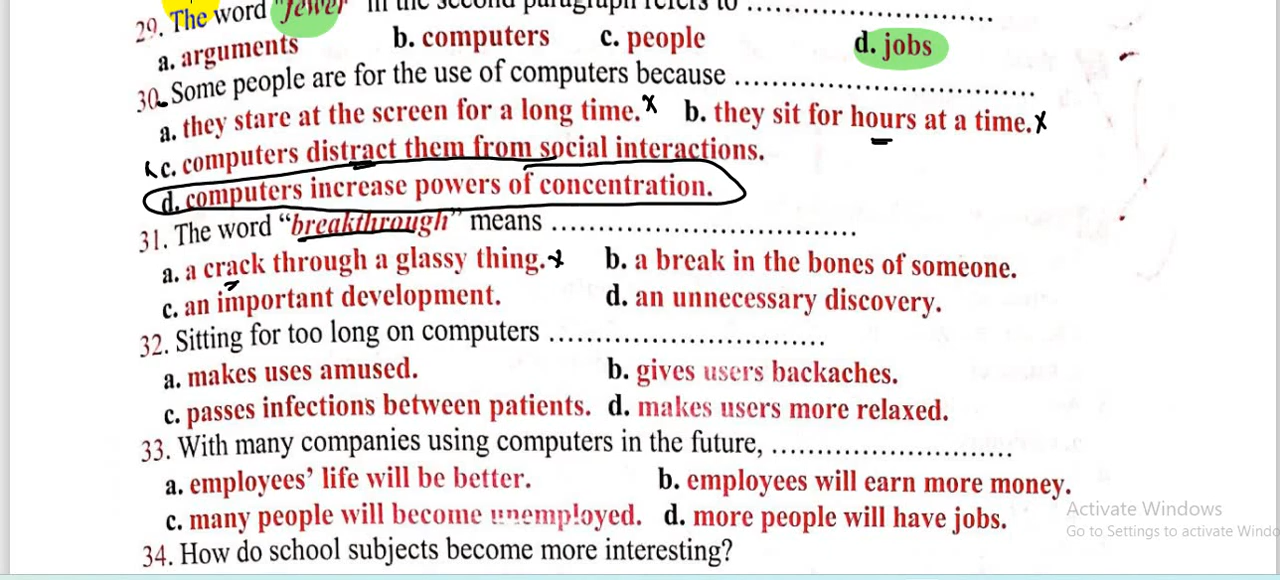 29. The word "fewer" in the second paragraph refers to ................................
a. arguments b. computers c. people d. jobs
30. Some people are for the use of computers because ........................................
a. they stare at the screen for a long time. x b. they sit for hours at a time. x
c. computers distract them from social interactions.
d. computers increase powers of concentration.
31. The word “breakthrough” means ........................................
a. a crack through a glassy thing. x b. a break in the bones of someone.
c. an important development. d. an unnecessary discovery.
32. Sitting for too long on computers ....................................
a. makes uses amused. b. gives users backaches.
c. passes infections between patients. d. makes users more relaxed.
33. With many companies using computers in the future, ................................
a. employees’ life will be better. b. employees will earn more money.
c. many people will become unemployed. d. more people will have jobs.
34. How do school subjects become more interesting?
Activate Windows
Go to Settings to activate Windo